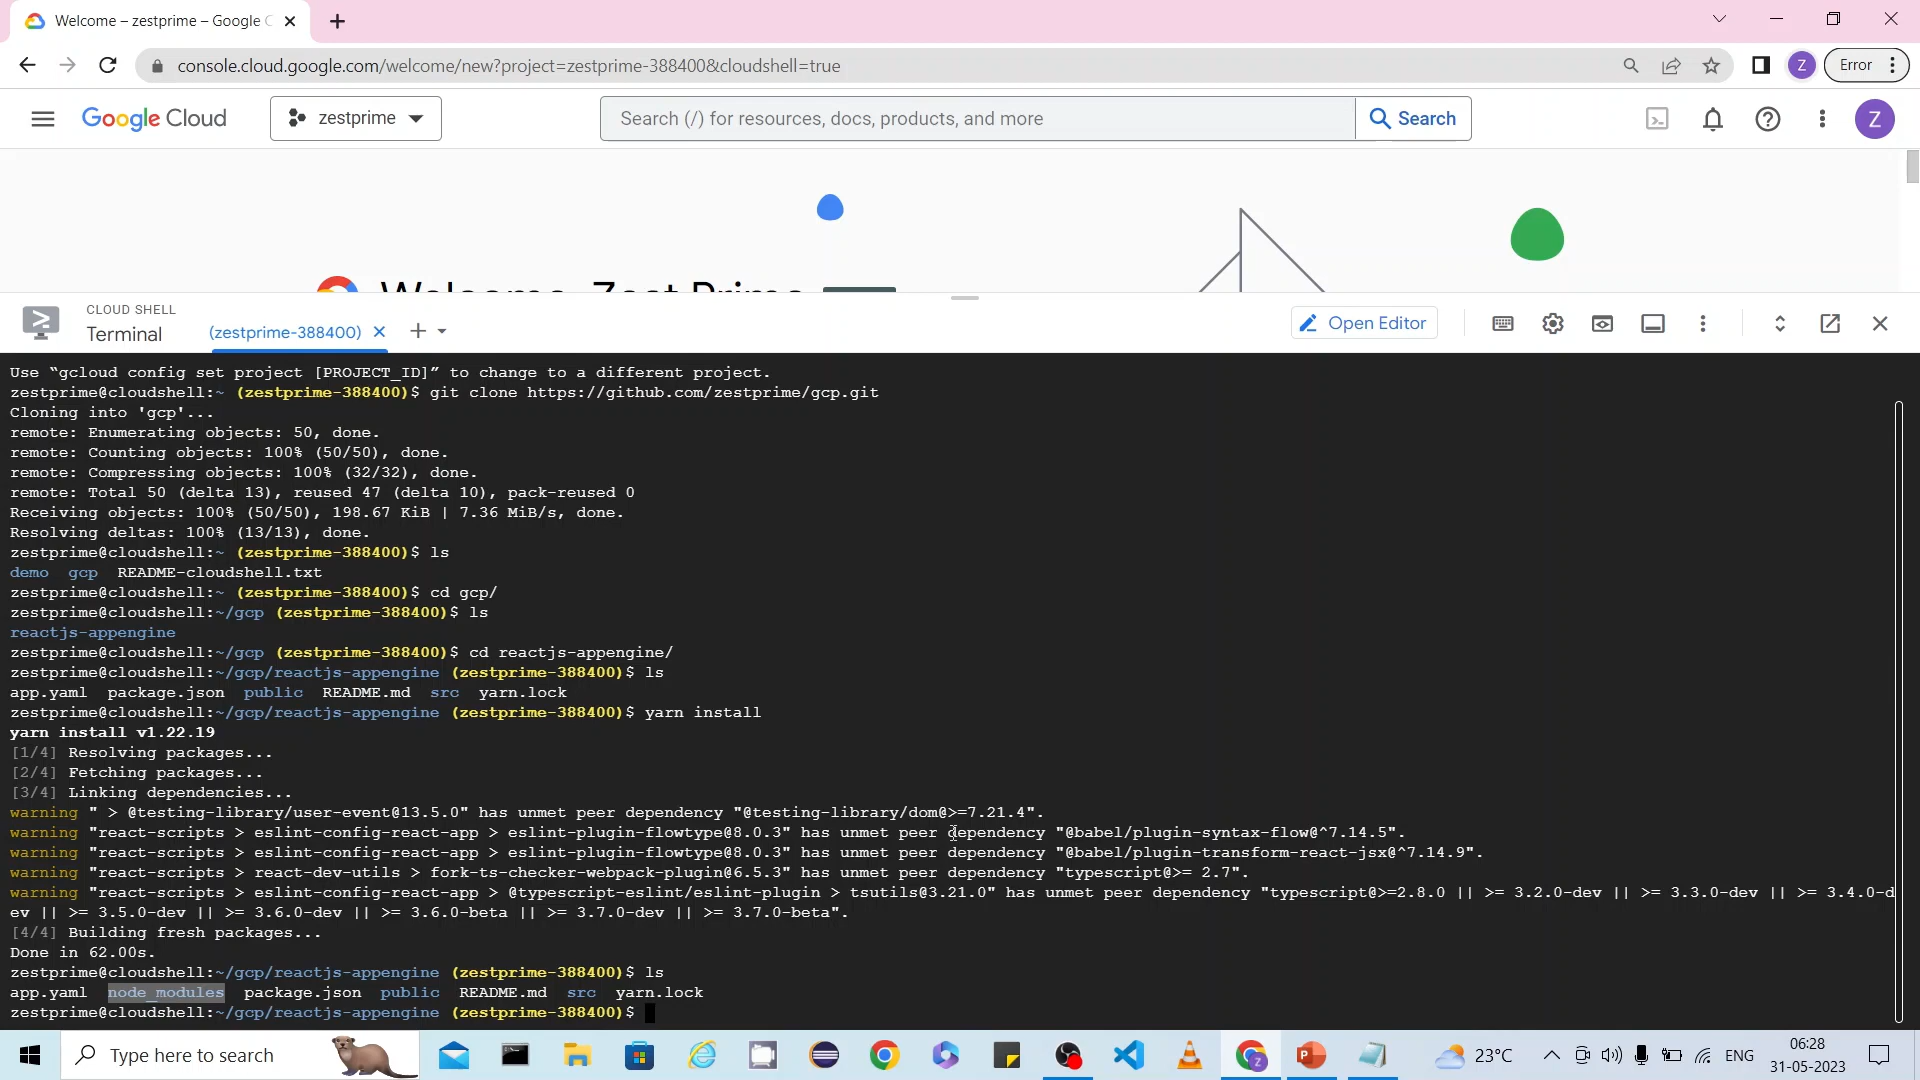 Welcome – zestprime – Google C
console.cloud.google.com/welcome/new?project=zestprime-388400&cloudshell=true
Z
Error
Google Cloud
zestprime
Search (/) for resources, docs, products, and more
Search
Z
Welcome, Zest Prime
CLOUD SHELL
Terminal
(zestprime-388400)
Open Editor
Use “gcloud config set project [PROJECT_ID]” to change to a different project.
zestprime@cloudshell:~ (zestprime-388400)$ git clone https://github.com/zestprime/gcp.git
Cloning into 'gcp'...
remote: Enumerating objects: 50, done.
remote: Counting objects: 100% (50/50), done.
remote: Compressing objects: 100% (32/32), done.
remote: Total 50 (delta 13), reused 47 (delta 10), pack-reused 0
Receiving objects: 100% (50/50), 198.67 KiB | 7.36 MiB/s, done.
Resolving deltas: 100% (13/13), done.
zestprime@cloudshell:~ (zestprime-388400)$ ls
demo  gcp  README-cloudshell.txt
zestprime@cloudshell:~ (zestprime-388400)$ cd gcp/
zestprime@cloudshell:~/gcp (zestprime-388400)$ ls
reactjs-appengine
zestprime@cloudshell:~/gcp (zestprime-388400)$ cd reactjs-appengine/
zestprime@cloudshell:~/gcp/reactjs-appengine (zestprime-388400)$ ls
app.yaml  package.json  public  README.md  src  yarn.lock
zestprime@cloudshell:~/gcp/reactjs-appengine (zestprime-388400)$ yarn install
yarn install v1.22.19
[1/4] Resolving packages...
[2/4] Fetching packages...
[3/4] Linking dependencies...
warning " > @testing-library/user-event@13.5.0" has unmet peer dependency "@testing-library/dom@>=7.21.4".
warning "react-scripts > eslint-config-react-app > eslint-plugin-flowtype@8.0.3" has unmet peer dependency "@babel/plugin-syntax-flow@^7.14.5".
warning "react-scripts > eslint-config-react-app > eslint-plugin-flowtype@8.0.3" has unmet peer dependency "@babel/plugin-transform-react-jsx@^7.14.9".
warning "react-scripts > react-dev-utils > fork-ts-checker-webpack-plugin@6.5.3" has unmet peer dependency "typescript@>= 2.7".
warning "react-scripts > eslint-config-react-app > @typescript-eslint/eslint-plugin > tsutils@3.21.0" has unmet peer dependency "typescript@>=2.8.0 || >= 3.2.0-dev || >= 3.3.0-dev || >= 3.4.0-d
ev || >= 3.5.0-dev || >= 3.6.0-dev || >= 3.6.0-beta || >= 3.7.0-dev || >= 3.7.0-beta".
[4/4] Building fresh packages...
Done in 62.00s.
zestprime@cloudshell:~/gcp/reactjs-appengine (zestprime-388400)$ ls
app.yaml  node_modules  package.json  public  README.md  src  yarn.lock
zestprime@cloudshell:~/gcp/reactjs-appengine (zestprime-388400)$
Type here to search
23°C
ENG
06:28
31-05-2023